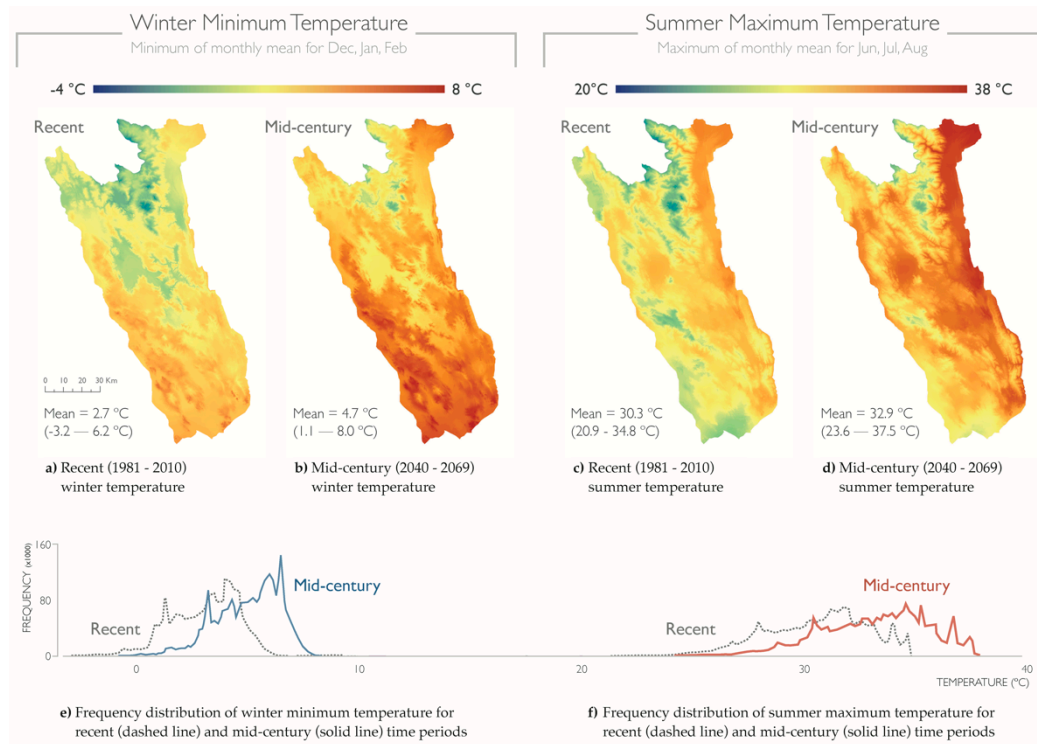 Winter Minimum Temperature
Minimum of monthly mean for Dec, Jan, Feb
Summer Maximum Temperature
Maximum of monthly mean for Jun, Jul, Aug
-4 °C
8 °C
20°C
38 °C
Recent
Mid-century
Recent
Mid-century
0 10 20 30 Km
Mean = 2.7 °C
(-3.2 — 6.2 °C)
Mean = 4.7 °C
(1.1 — 8.0 °C)
Mean = 30.3 °C
(20.9 - 34.8 °C)
Mean = 32.9 °C
(23.6 — 37.5 °C)
a) Recent (1981 - 2010)
winter temperature
b) Mid-century (2040 - 2069)
winter temperature
c) Recent (1981 - 2010)
summer temperature
d) Mid-century (2040 - 2069)
summer temperature
FREQUENCY (x1000)
160
80
0
Recent
Mid-century
Recent
Mid-century
0
10
20
30
40
TEMPERATURE (°C)
e) Frequency distribution of winter minimum temperature for
recent (dashed line) and mid-century (solid line) time periods
f) Frequency distribution of summer maximum temperature for
recent (dashed line) and mid-century (solid line) time periods